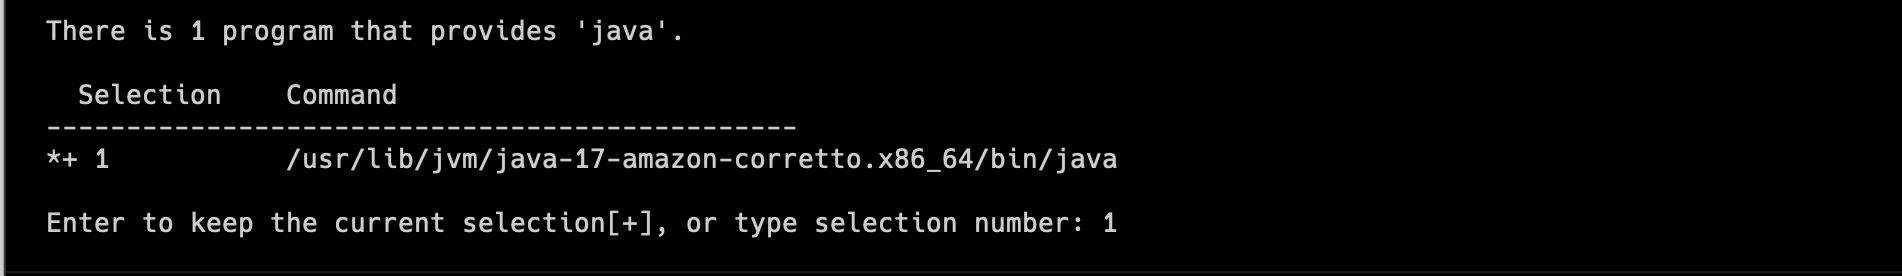 There is 1 program that provides 'java'.
  Selection    Command
-----------------------------------------------
*+ 1           /usr/lib/jvm/java-17-amazon-corretto.x86_64/bin/java
Enter to keep the current selection[+], or type selection number: 1